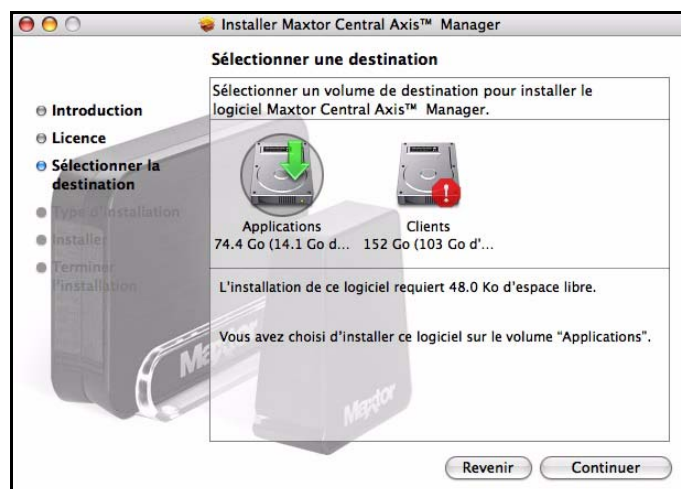 Installer Maxtor Central Axis™ Manager
Sélectionner une destination
Introduction
Licence
Sélectionner la
destination
Type d'installation
Installer
Terminer
l'installation
Sélectionner un volume de destination pour installer le
logiciel Maxtor Central Axis™ Manager.
Applications
74.4 Go (14.1 Go d...
Clients
152 Go (103 Go d'...
L'installation de ce logiciel requiert 48.0 Ko d'espace libre.
Vous avez choisi d'installer ce logiciel sur le volume “Applications”.
Maxtor
Maxtor
Revenir
Continuer